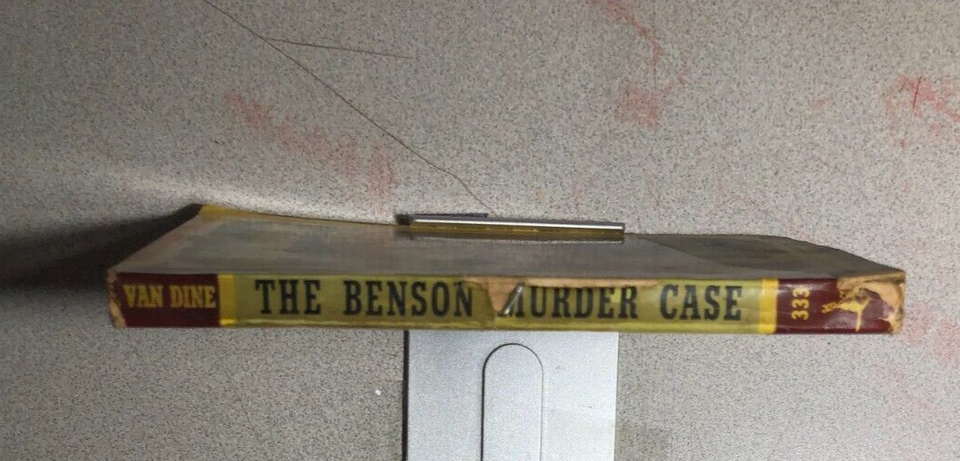 VAN DINE
THE BENSON MURDER CASE
333